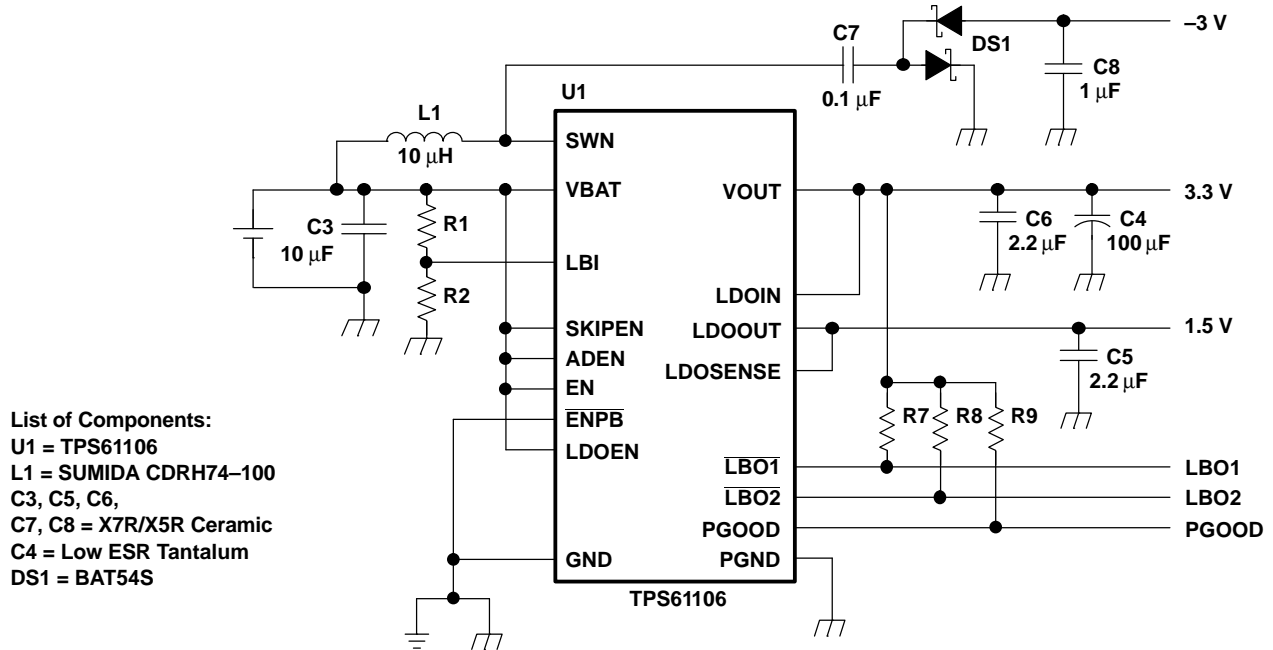 C7
0.1 μF
DS1
–3 V
C8
1 μF
U1
L1
10 μH
SWN
VBAT
C3
10 μF
R1
LBI
R2
SKIPEN
ADEN
EN
ENPB
LDOEN
GND
VOUT
3.3 V
C6
2.2 μF
C4
100 μF
LDOIN
LDOOUT
1.5 V
LDOSENSE
C5
2.2 μF
R7
R8
R9
LBO1
LBO1
LBO2
LBO2
PGOOD
PGOOD
PGND
TPS61106
List of Components:
U1 = TPS61106
L1 = SUMIDA CDRH74–100
C3, C5, C6,
C7, C8 = X7R/X5R Ceramic
C4 = Low ESR Tantalum
DS1 = BAT54S